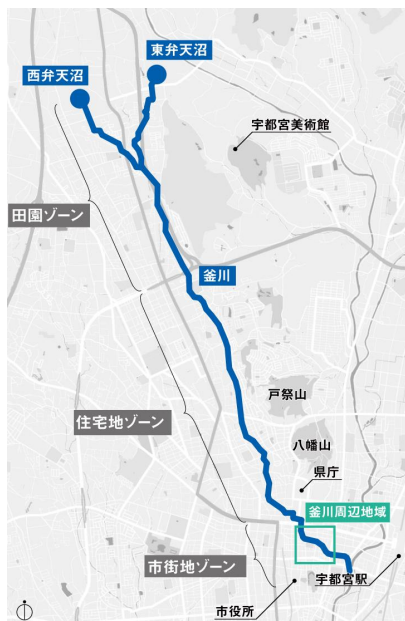 東弁天沼
西弁天沼
宇都宮美術館
田園ゾーン
釜川
戸祭山
住宅地ゾーン
八幡山
県庁
釜川周辺地域
市街地ゾーン
宇都宮駅
市役所